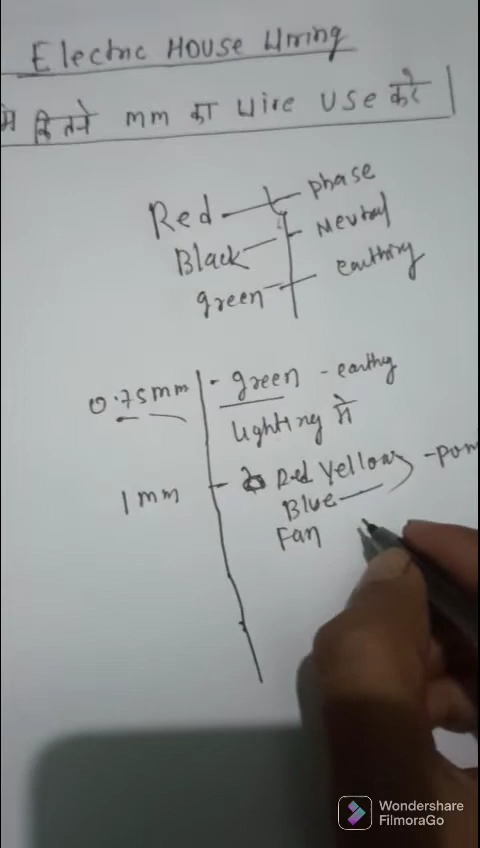 Electric HOUSE Wiring
में कितने mm का wire use करे
Red - phase
Black - Neutral
green - earthing
0.75mm - green - earthy
lighting में
1mm - Red Yellow
Blue
Fan
Wondershare
FilmoraGo